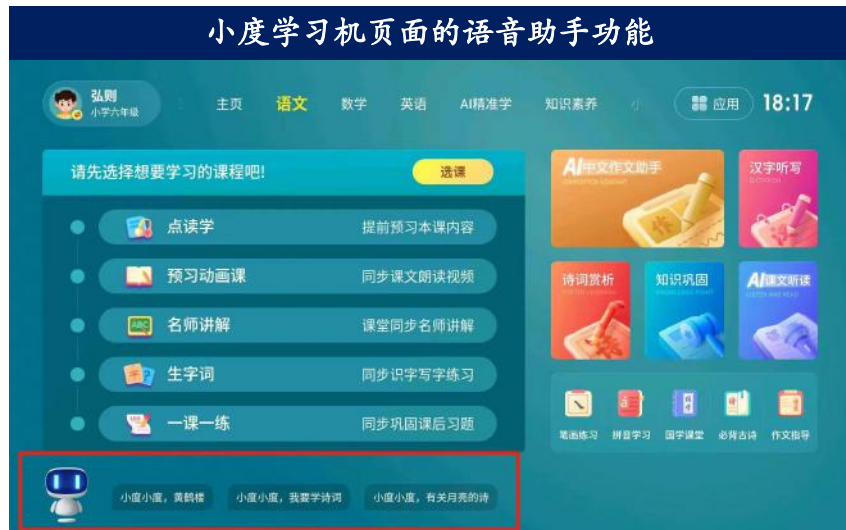 小度学习机页面的语音助手功能
弘则
小学六年级
主页 语文 数学 英语 AI精准学 知识素养 小
应用 18:17
请先选择想要学习的课程吧!
选课
点读学 提前预习本课内容
预习动画课 同步课文朗读视频
名师讲解 课堂同步名师讲解
生字词 同步识字写字练习
一课一练 同步巩固课后习题
AI中文作文助手
汉字听写
诗词赏析
知识巩固
AI课文听读
笔画练习 拼音学习 国学课堂 必背古诗 作文指导
小度小度，黄鹤楼 小度小度，我要学诗词 小度小度，有关月亮的诗